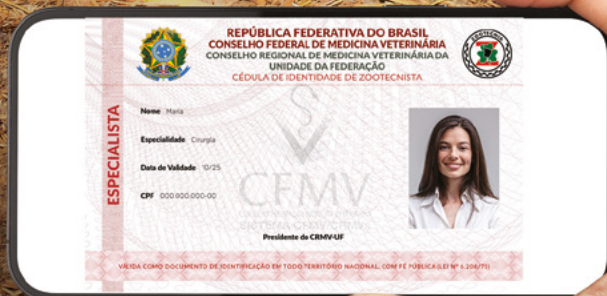 REPÚBLICA FEDERATIVA DO BRASIL
CONSELHO FEDERAL DE MEDICINA VETERINÁRIA
CONSELHO REGIONAL DE MEDICINA VETERINÁRIA DA
UNIDADE DA FEDERAÇÃO
CÉDULA DE IDENTIDADE DE ZOOTECNISTA
ZOOTECNIA
ESPECIALISTA
Nome Maria
Especialidade Cirurgia
Data de Validade 10/25
CPF 000.900.000-00
CFMV
Presidente do CRMV-UF
VÁLIDA COMO DOCUMENTO DE IDENTIFICAÇÃO EM TODO TERRITÓRIO NACIONAL, COM FÉ PÚBLICA (LEI Nº 6.206/75)